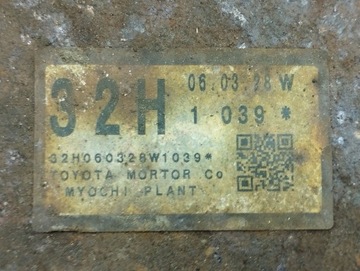 32H
06.03.28 W
1 039 *
32H060328W1039*
TOYOTA MORTOR Co
MYOCHI PLANT